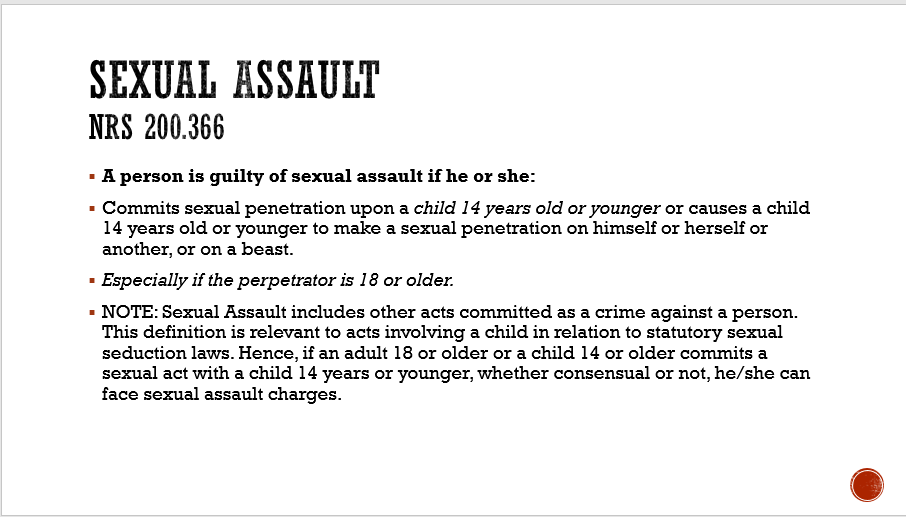 SEXUAL ASSAULT
NRS 200.366
▪ A person is guilty of sexual assault if he or she:
▪ Commits sexual penetration upon a child 14 years old or younger or causes a child
14 years old or younger to make a sexual penetration on himself or herself or
another, or on a beast.
▪ Especially if the perpetrator is 18 or older.
▪ NOTE: Sexual Assault includes other acts committed as a crime against a person.
This definition is relevant to acts involving a child in relation to statutory sexual
seduction laws. Hence, if an adult 18 or older or a child 14 or older commits a
sexual act with a child 14 years or younger, whether consensual or not, he/she can
face sexual assault charges.